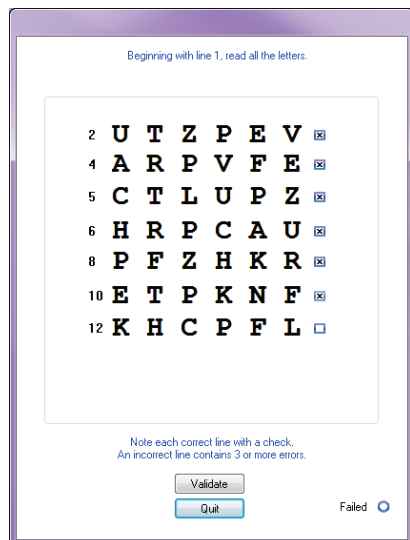 Beginning with line 1, read all the letters.
2 U T Z P E V
4 A R P V F E
5 C T L U P Z
6 H R P C A U
8 P F Z H K R
10 E T P K N F
12 K H C P F L
Note each correct line with a check.
An incorrect line contains 3 or more errors.
Validate
Quit
Failed